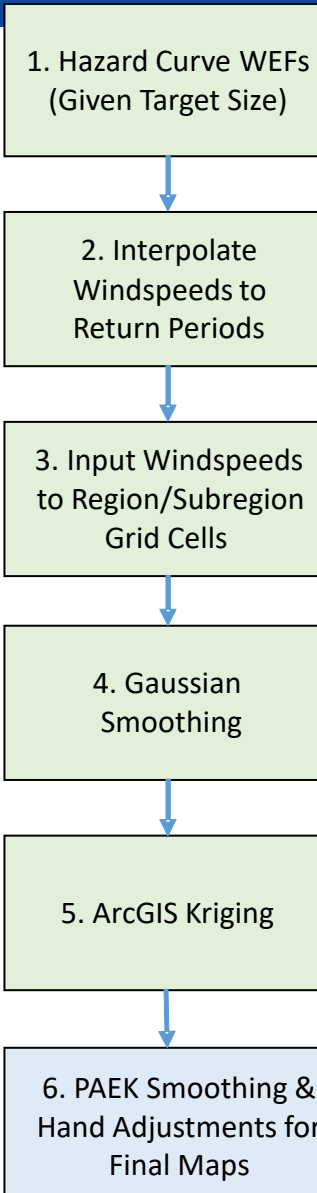 1. Hazard Curve WEFs
(Given Target Size)
2. Interpolate
Windspeeds to
Return Periods
3. Input Windspeeds
to Region/Subregion
Grid Cells
4. Gaussian
Smoothing
5. ArcGIS Kriging
6. PAEK Smoothing &
Hand Adjustments for
Final Maps